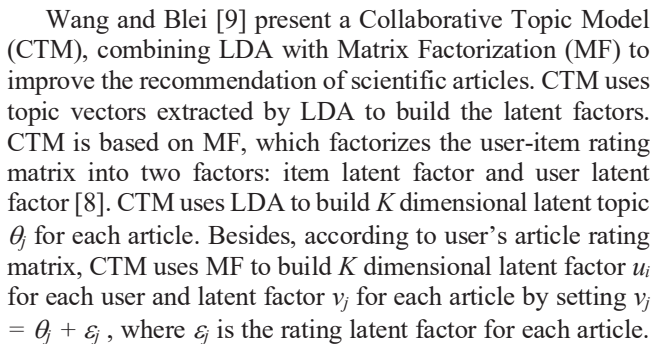 Wang and Blei [9] present a Collaborative Topic Model
(CTM), combining LDA with Matrix Factorization (MF) to
improve the recommendation of scientific articles. CTM uses
topic vectors extracted by LDA to build the latent factors.
CTM is based on MF, which factorizes the user-item rating
matrix into two factors: item latent factor and user latent
factor [8]. CTM uses LDA to build K dimensional latent topic
θj for each article. Besides, according to user's article rating
matrix, CTM uses MF to build K dimensional latent factor ui
for each user and latent factor vj for each article by setting vj
= θj + εj , where εj is the rating latent factor for each article.